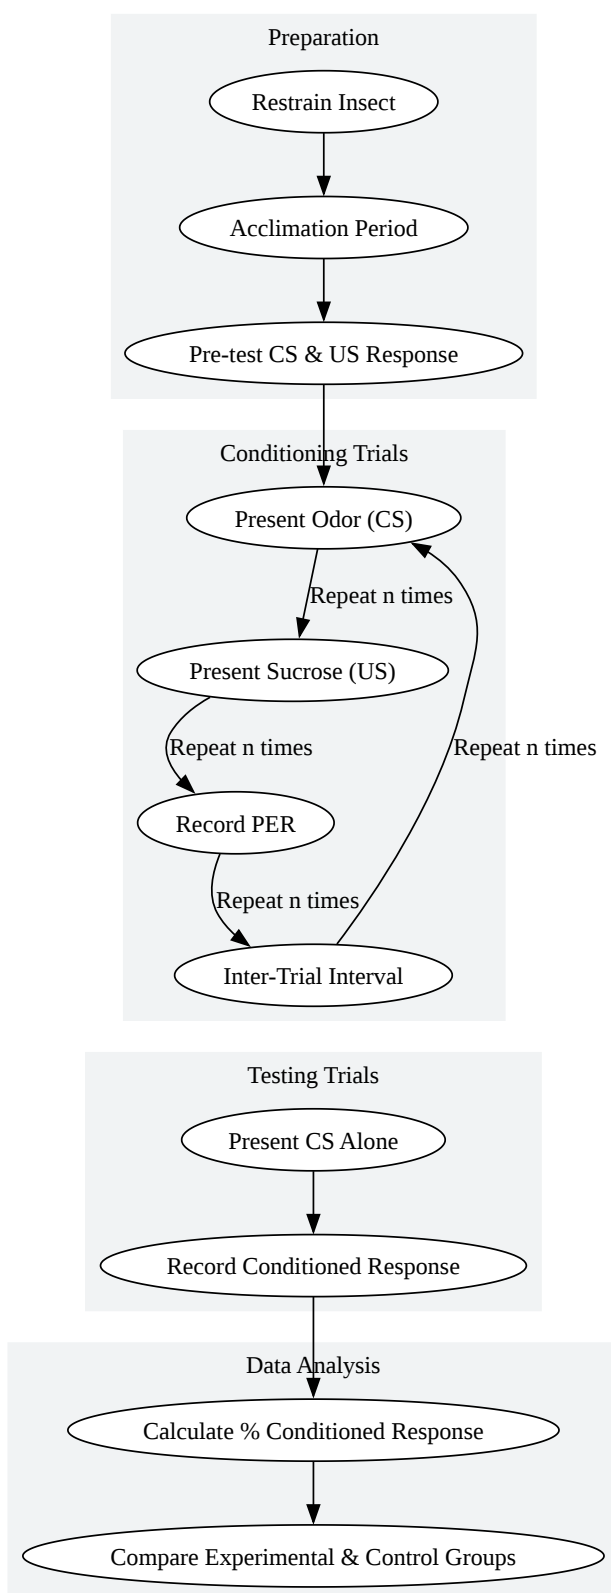 Preparation
Restrain Insect
Acclimation Period
Pre-test CS & US Response
Conditioning Trials
Present Odor (CS)
Repeat n times
Present Sucrose (US)
Repeat n times
Repeat n times
Record PER
Repeat n times
Inter-Trial Interval
Testing Trials
Present CS Alone
Record Conditioned Response
Data Analysis
Calculate % Conditioned Response
Compare Experimental & Control Groups